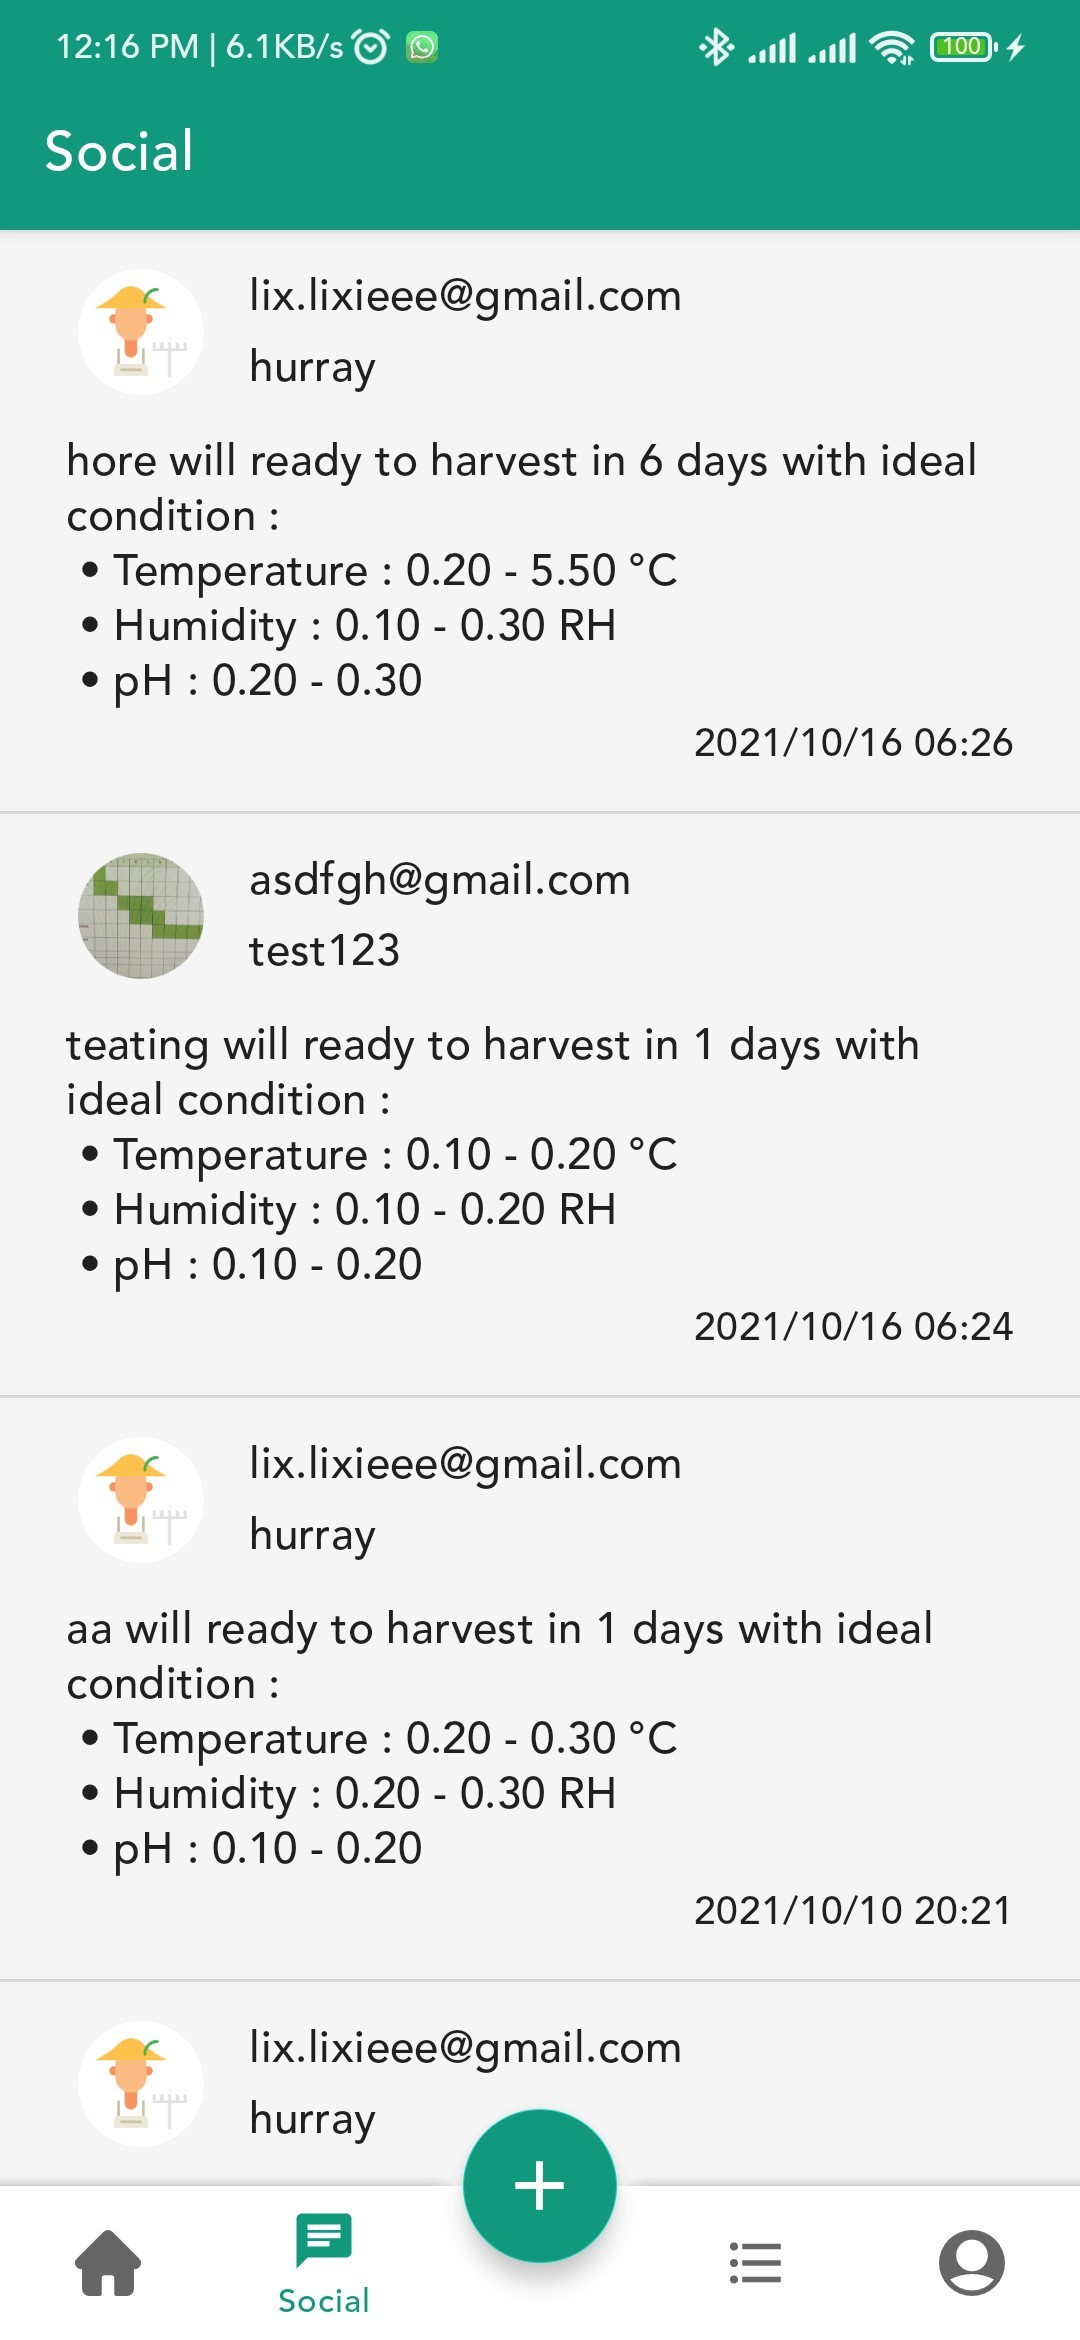 12:16 PM | 6.1KB/s 100
Social
lix.lixieee@gmail.com
hurray
hore will ready to harvest in 6 days with ideal
condition :
• Temperature : 0.20 - 5.50 °C
• Humidity : 0.10 - 0.30 RH
• pH : 0.20 - 0.30
2021/10/16 06:26
asdfgh@gmail.com
test123
teating will ready to harvest in 1 days with
ideal condition :
• Temperature : 0.10 - 0.20 °C
• Humidity : 0.10 - 0.20 RH
• pH : 0.10 - 0.20
2021/10/16 06:24
lix.lixieee@gmail.com
hurray
aa will ready to harvest in 1 days with ideal
condition :
• Temperature : 0.20 - 0.30 °C
• Humidity : 0.20 - 0.30 RH
• pH : 0.10 - 0.20
2021/10/10 20:21
lix.lixieee@gmail.com
hurray
Social